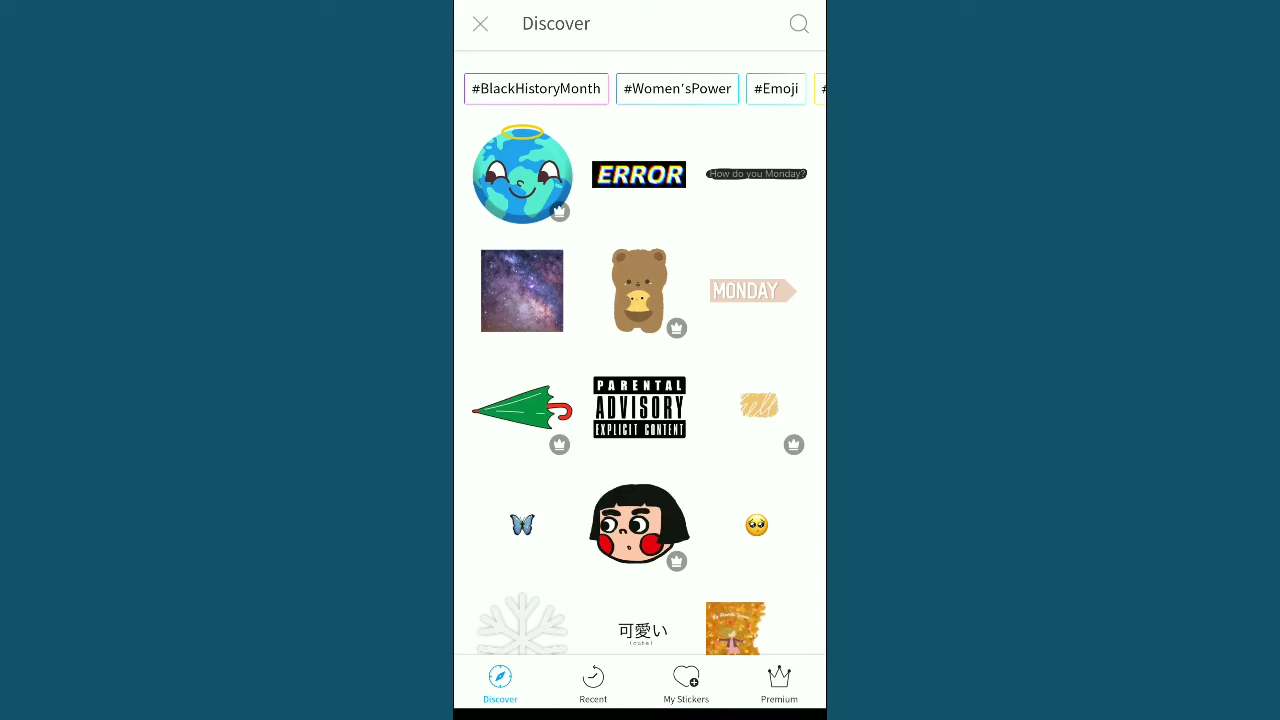 Discover
#BlackHistoryMonth
#Women'sPower
#Emoji
#
ERROR
How do you Monday?
MONDAY
PARENTAL
ADVISORY
EXPLICIT CONTENT
可愛い
(cute)
Discover
Recent
My Stickers
Premium